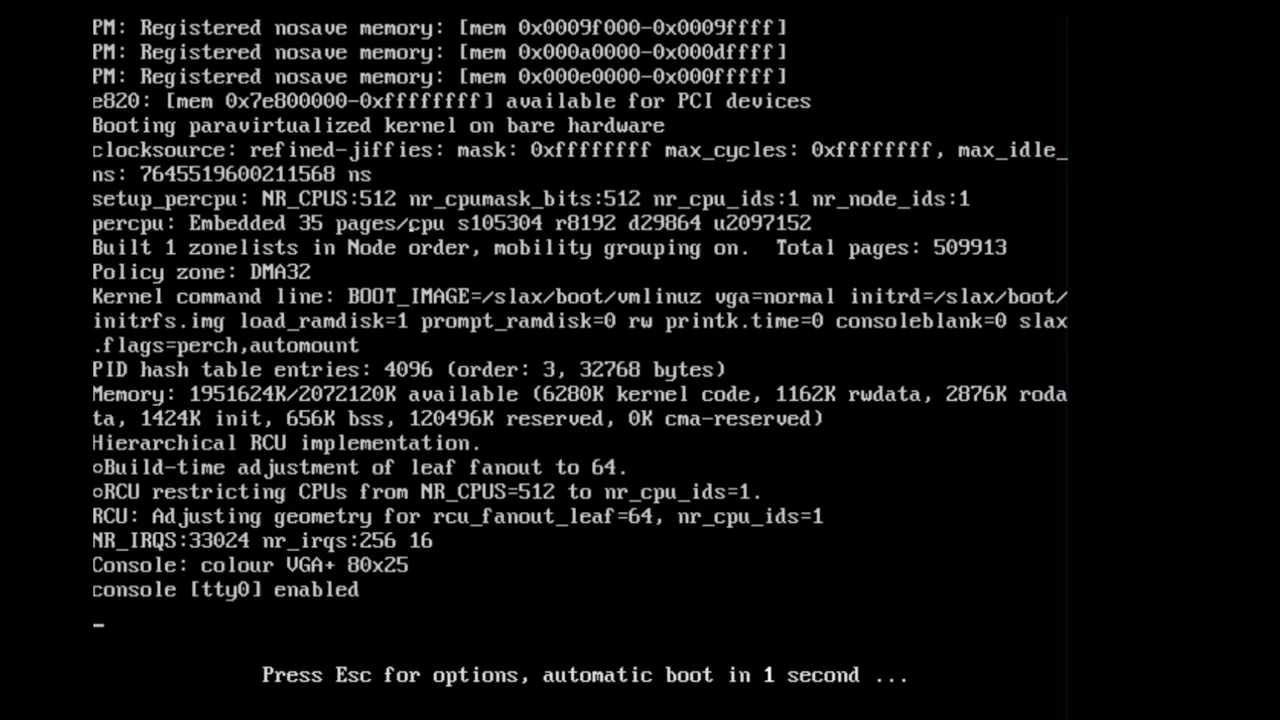 PM: Registered nosave memory: [mem 0x0009f000-0x0009ffff]
PM: Registered nosave memory: [mem 0x000a0000-0x000dffff]
PM: Registered nosave memory: [mem 0x000e0000-0x000fffff]
e820: [mem 0x7e800000-0xffffffff] available for PCI devices
Booting paravirtualized kernel on bare hardware
clocksource: refined-jiffies: mask: 0xffffffff max_cycles: 0xffffffff, max_idle_
ns: 7645519600211568 ns
setup_percpu: NR_CPUS:512 nr_cpumask_bits:512 nr_cpu_ids:1 nr_node_ids:1
percpu: Embedded 35 pages/cpu s105304 r8192 d29864 u2097152
Built 1 zonelists in Node order, mobility grouping on.  Total pages: 509913
Policy zone: DMA32
Kernel command line: BOOT_IMAGE=/slax/boot/vmlinuz vga=normal initrd=/slax/boot/
initrfs.img load_ramdisk=1 prompt_ramdisk=0 rw printk.time=0 consoleblank=0 slax
.flags=perch,automount
PID hash table entries: 4096 (order: 3, 32768 bytes)
Memory: 1951624K/2072120K available (6280K kernel code, 1162K rwdata, 2876K roda
ta, 1424K init, 656K bss, 120496K reserved, 0K cma-reserved)
Hierarchical RCU implementation.
○Build-time adjustment of leaf fanout to 64.
○RCU restricting CPUs from NR_CPUS=512 to nr_cpu_ids=1.
RCU: Adjusting geometry for rcu_fanout_leaf=64, nr_cpu_ids=1
NR_IRQS:33024 nr_irqs:256 16
Console: colour VGA+ 80x25
console [tty0] enabled
_
Press Esc for options, automatic boot in 1 second ...